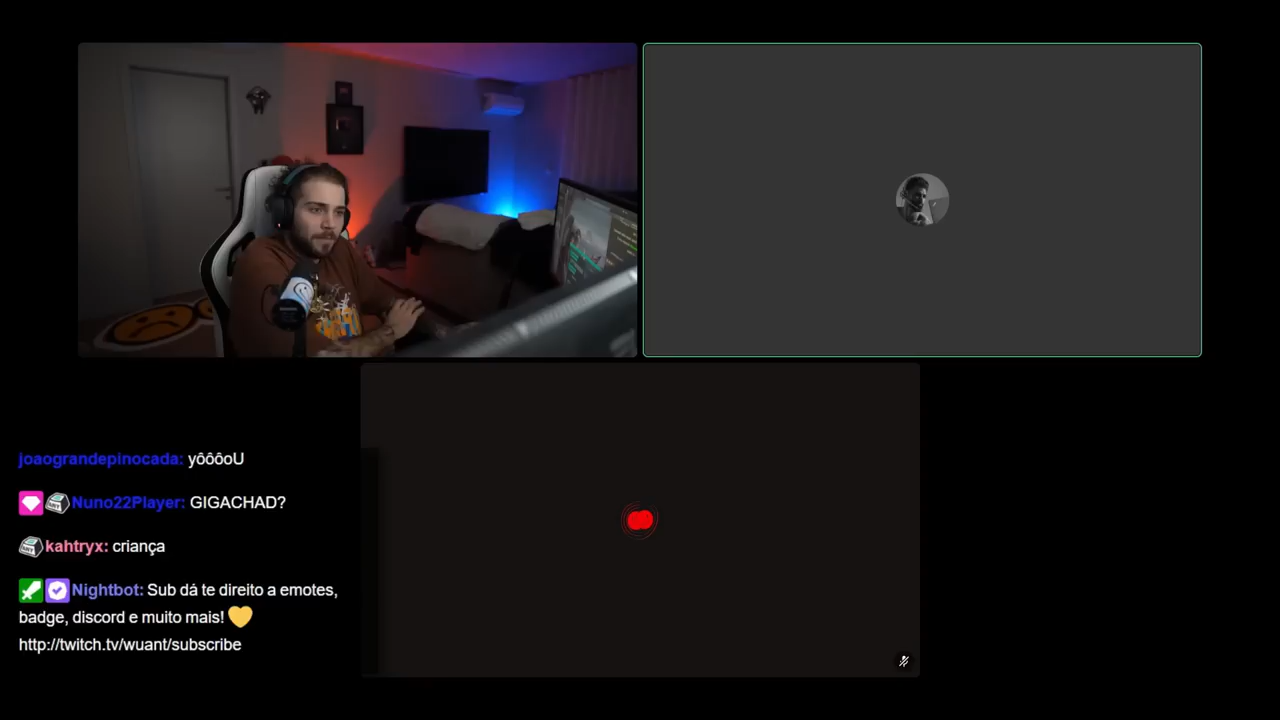 joaograndepinocada: yôôôoU
Nuno22Player: GIGACHAD?
kahtryx: criança
Nightbot: Sub dá te direito a emotes,
badge, discord e muito mais!
http://twitch.tv/wuant/subscribe